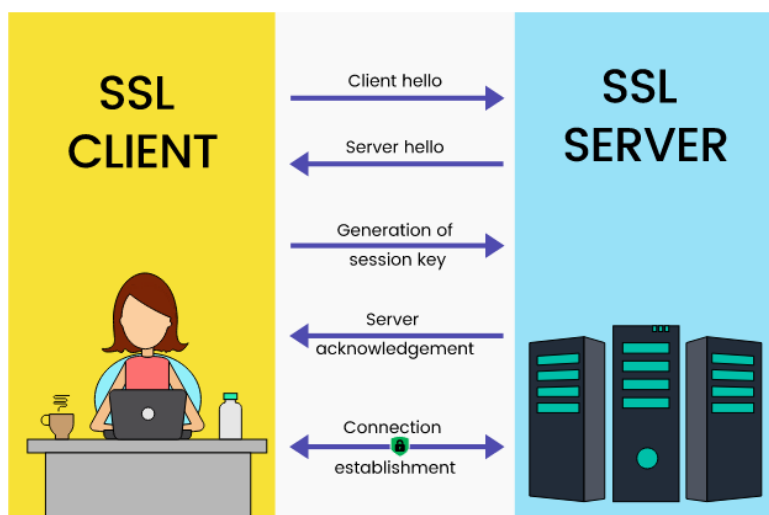 SSL
CLIENT
Client hello
Server hello
Generation of
session key
Server
acknowledgement
Connection
establishment
SSL
SERVER